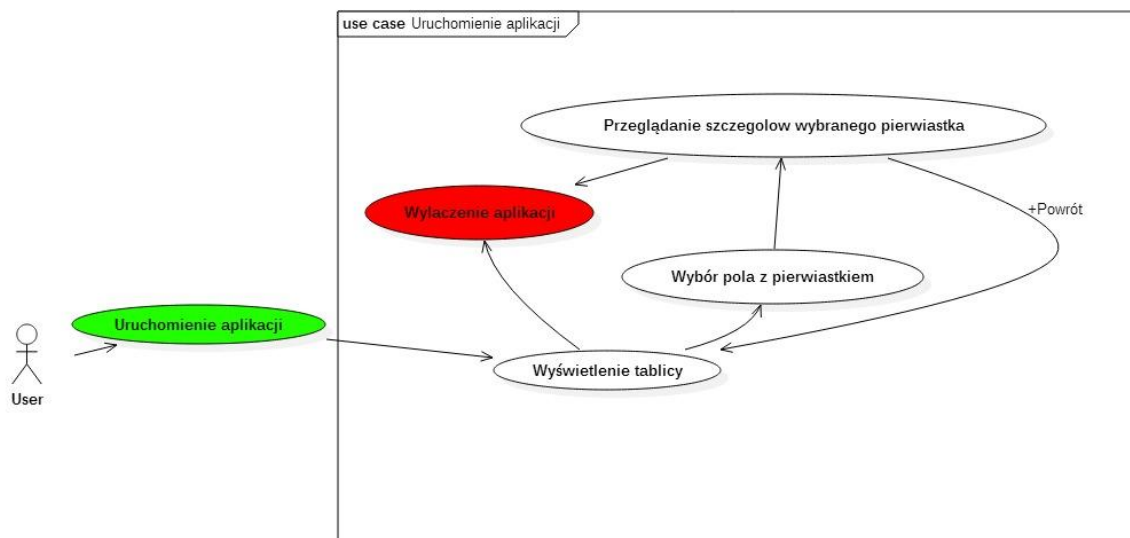 use case Uruchomienie aplikacji
Przeglądanie szczegolow wybranego pierwiastka
Wylaczenie aplikacji
+Powrót
Wybór pola z pierwiastkiem
Uruchomienie aplikacji
Wyświetlenie tablicy
User